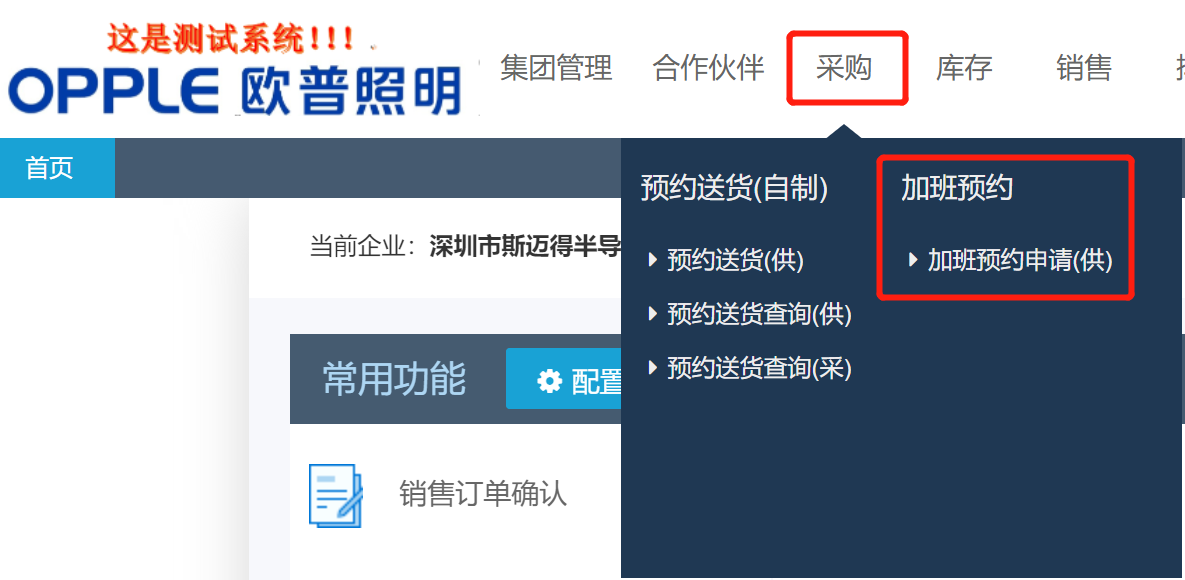 这是测试系统!!!
OPPLE 欧普照明
集团管理 合作伙伴 采购 库存 销售
首页
预约送货(自制) 加班预约
当前企业：深圳市斯迈得半导
预约送货(供) 加班预约申请(供)
预约送货查询(供)
预约送货查询(采)
常用功能 配置
销售订单确认